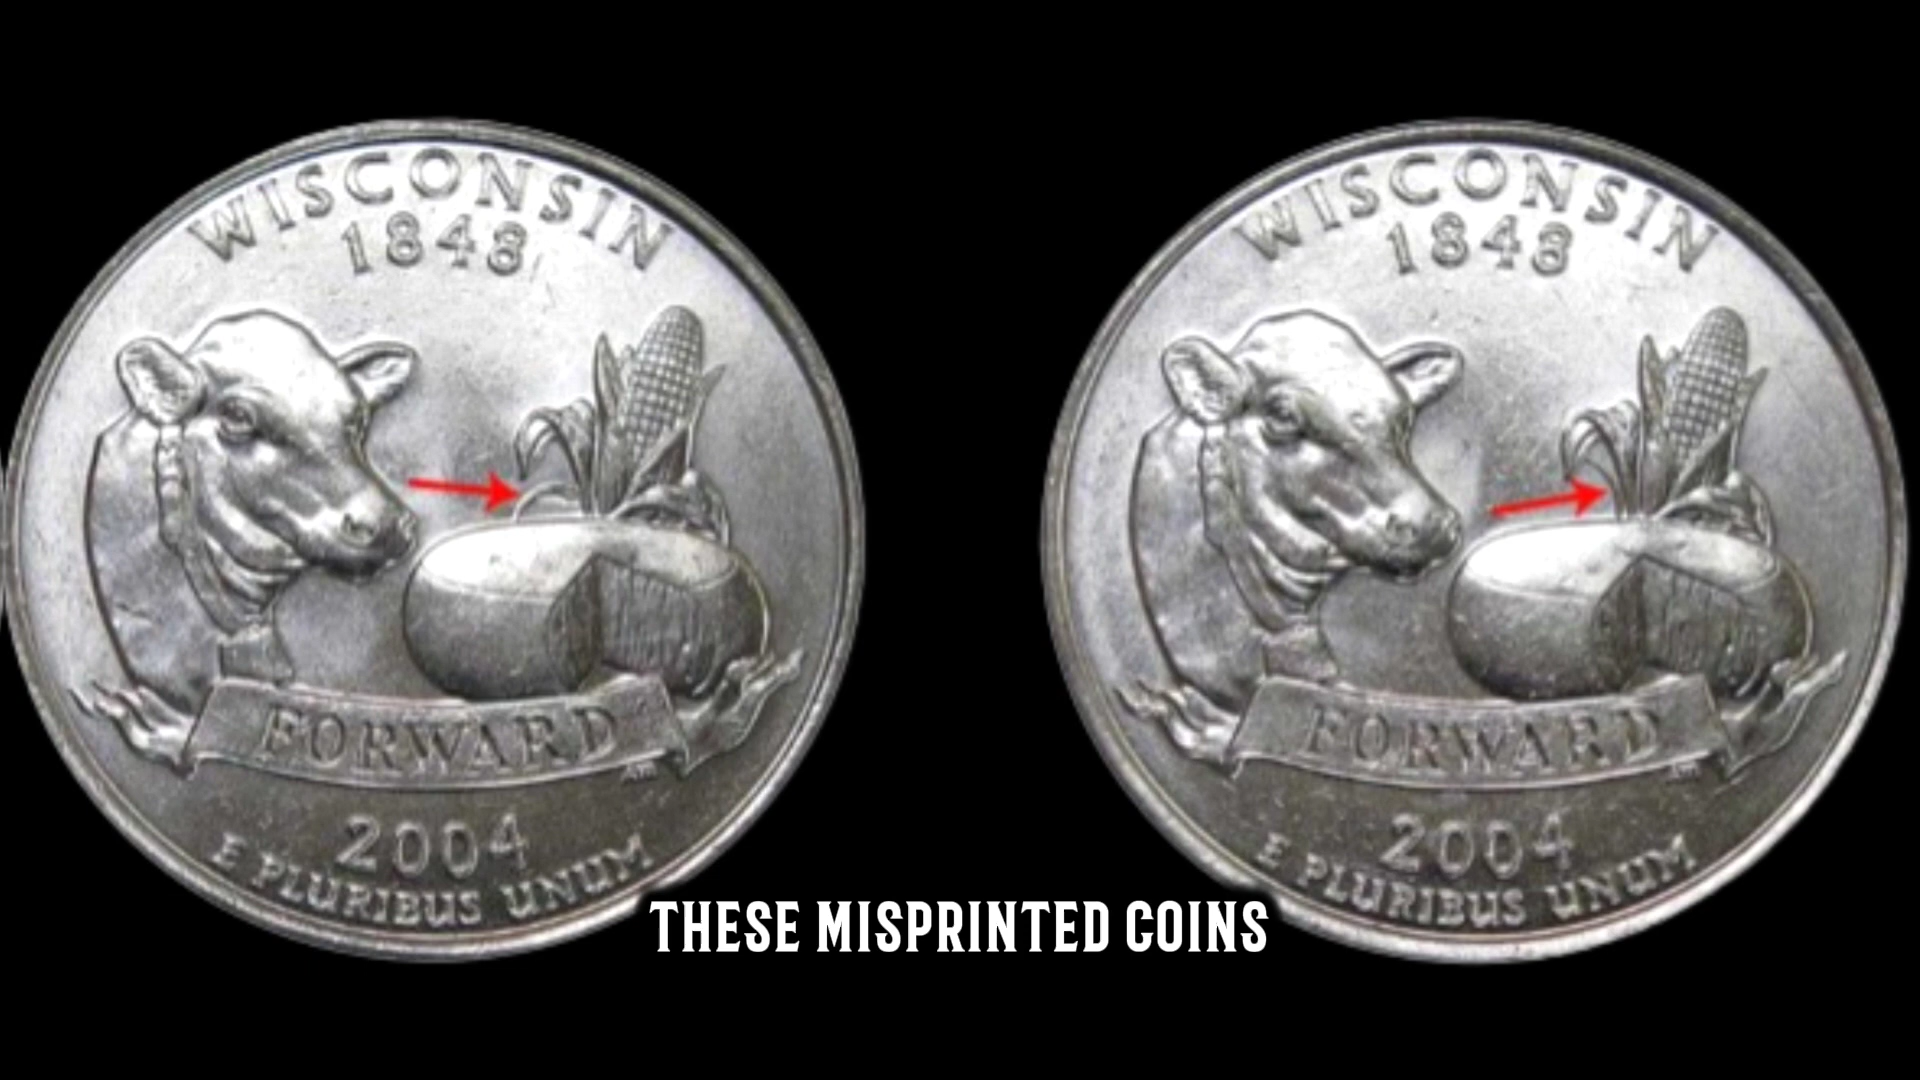 WISCONSIN
1848
FORWARD
2004
E PLURIBUS UNUM
WISCONSIN
1848
FORWARD
2004
E PLURIBUS UNUM
THESE MISPRINTED COINS